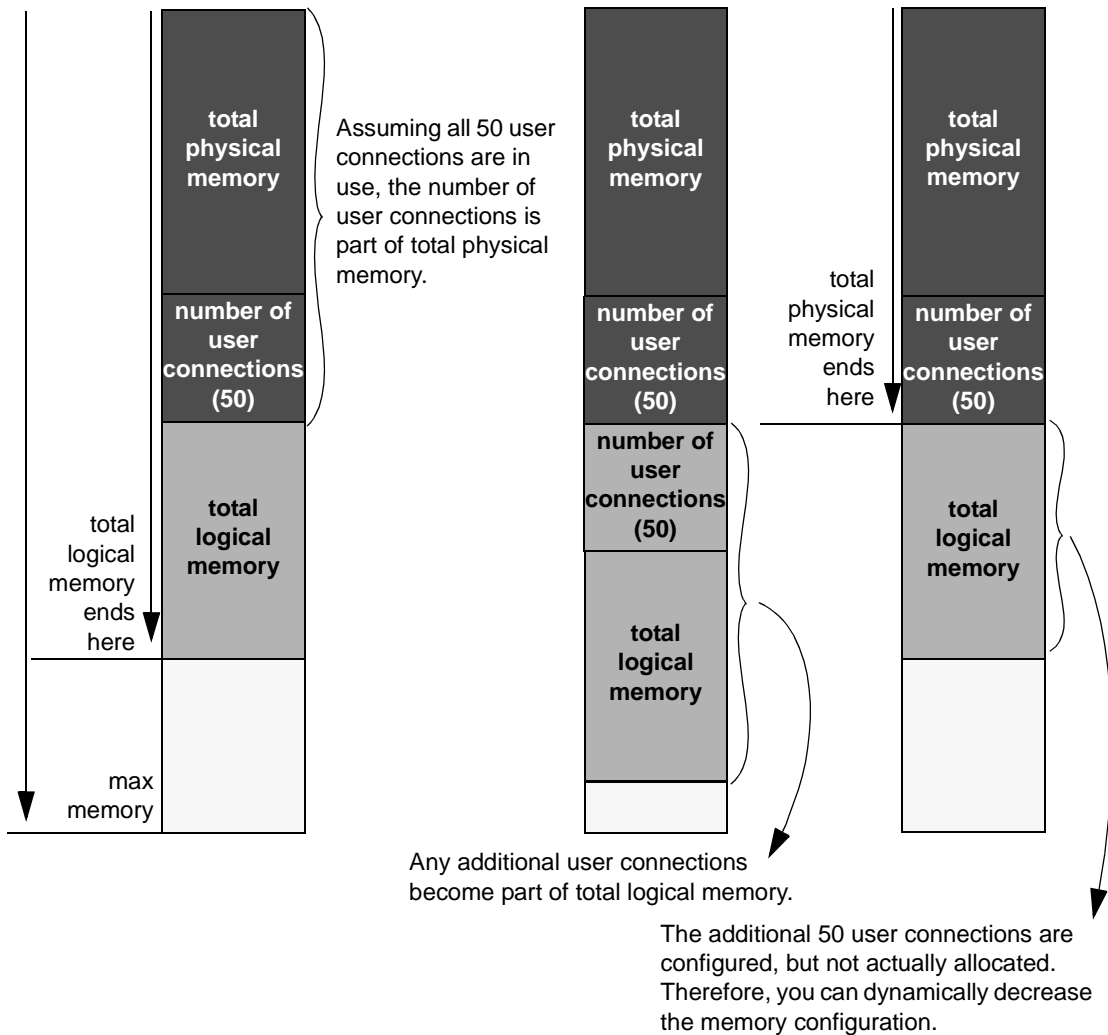 total
physical
memory
number of
user
connections
(50)
total
logical
memory
total
logical
memory
ends
here
max
memory
Assuming all 50 user
connections are in
use, the number of
user connections is
part of total physical
memory.
total
physical
memory
number of
user
connections
(50)
number of
user
connections
(50)
total
logical
memory
Any additional user connections
become part of total logical memory.
total
physical
memory
ends
here
total
physical
memory
number of
user
connections
(50)
total
logical
memory
The additional 50 user connections are
configured, but not actually allocated.
Therefore, you can dynamically decrease
the memory configuration.